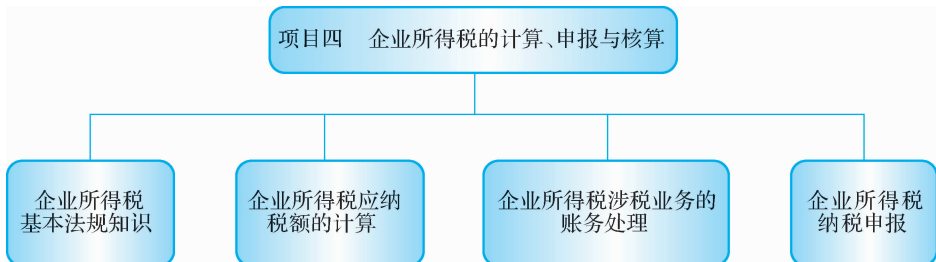 项目四 企业所得税的计算、申报与核算
企业所得税
基本法规知识
企业所得税应纳
税额的计算
企业所得税涉税业务的
账务处理
企业所得税
纳税申报